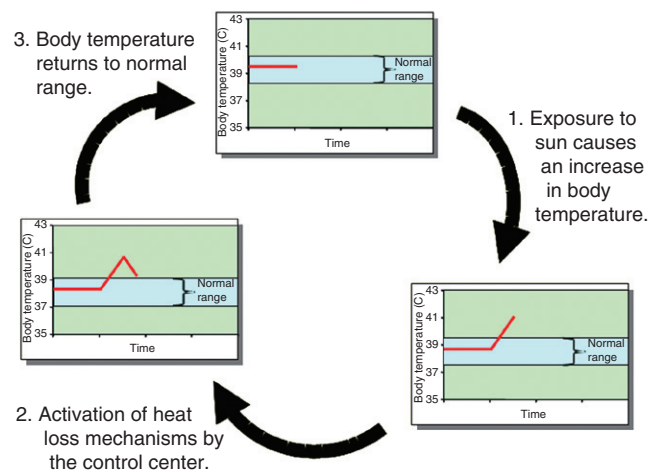 3. Body temperature
returns to normal
range.
Body temperature (C)
43
41
39
37
35
Normal
range
Time
1. Exposure to
sun causes
an increase
in body
temperature.
Body temperature (C)
43
41
39
37
35
Normal
range
Time
Body temperature (C)
43
41
39
37
35
Normal
range
Time
2. Activation of heat
loss mechanisms by
the control center.